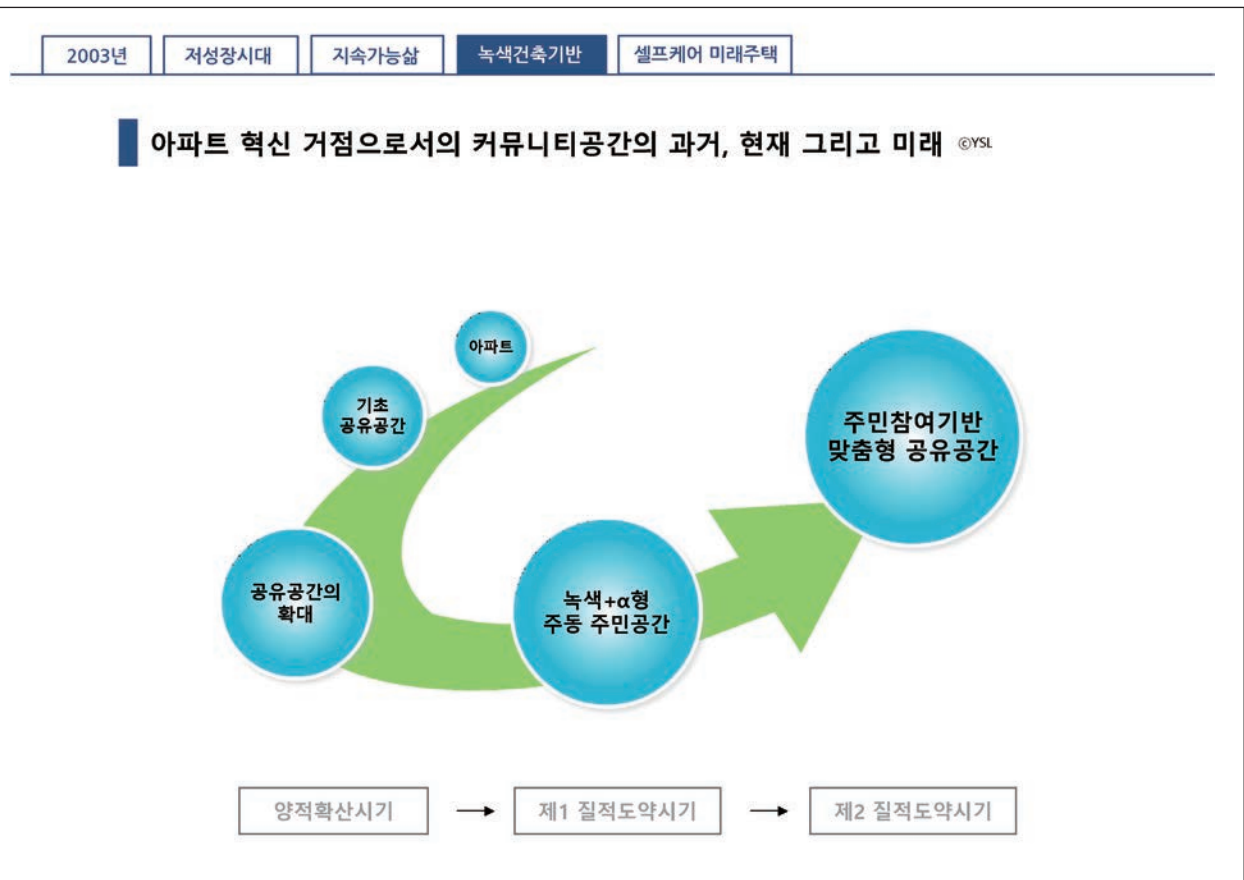 2003년
저성장시대
지속가능삶
녹색건축기반
셀프케어 미래주택
아파트 혁신 거점으로서의 커뮤니티공간의 과거, 현재 그리고 미래 ©YSL
아파트
기초
공유공간
주민참여기반
맞춤형 공유공간
공유공간의
확대
녹색+α형
주동 주민공간
양적확산시기
제1 질적도약시기
제2 질적도약시기